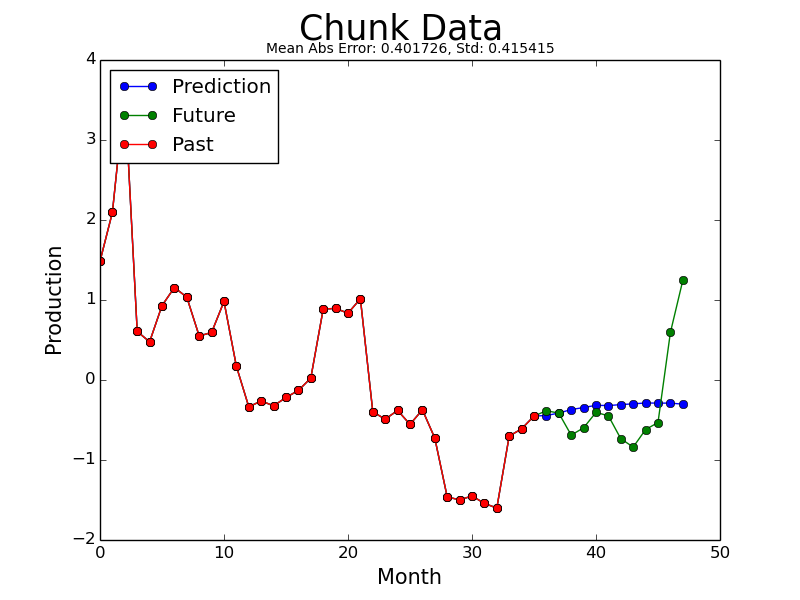 Chunk Data
Mean Abs Error: 0.401726, Std: 0.415415
Prediction
Future
Past
4
3
2
1
0
−1
−2
Production
0 10 20 30 40 50
Month